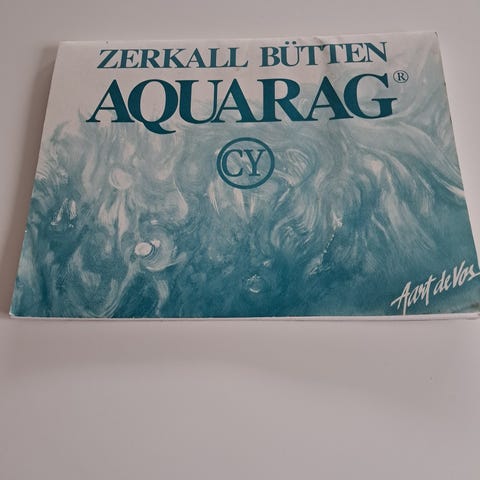 ZERKALL BÜTTEN
AQUARAG®
CY
Aart de Vos